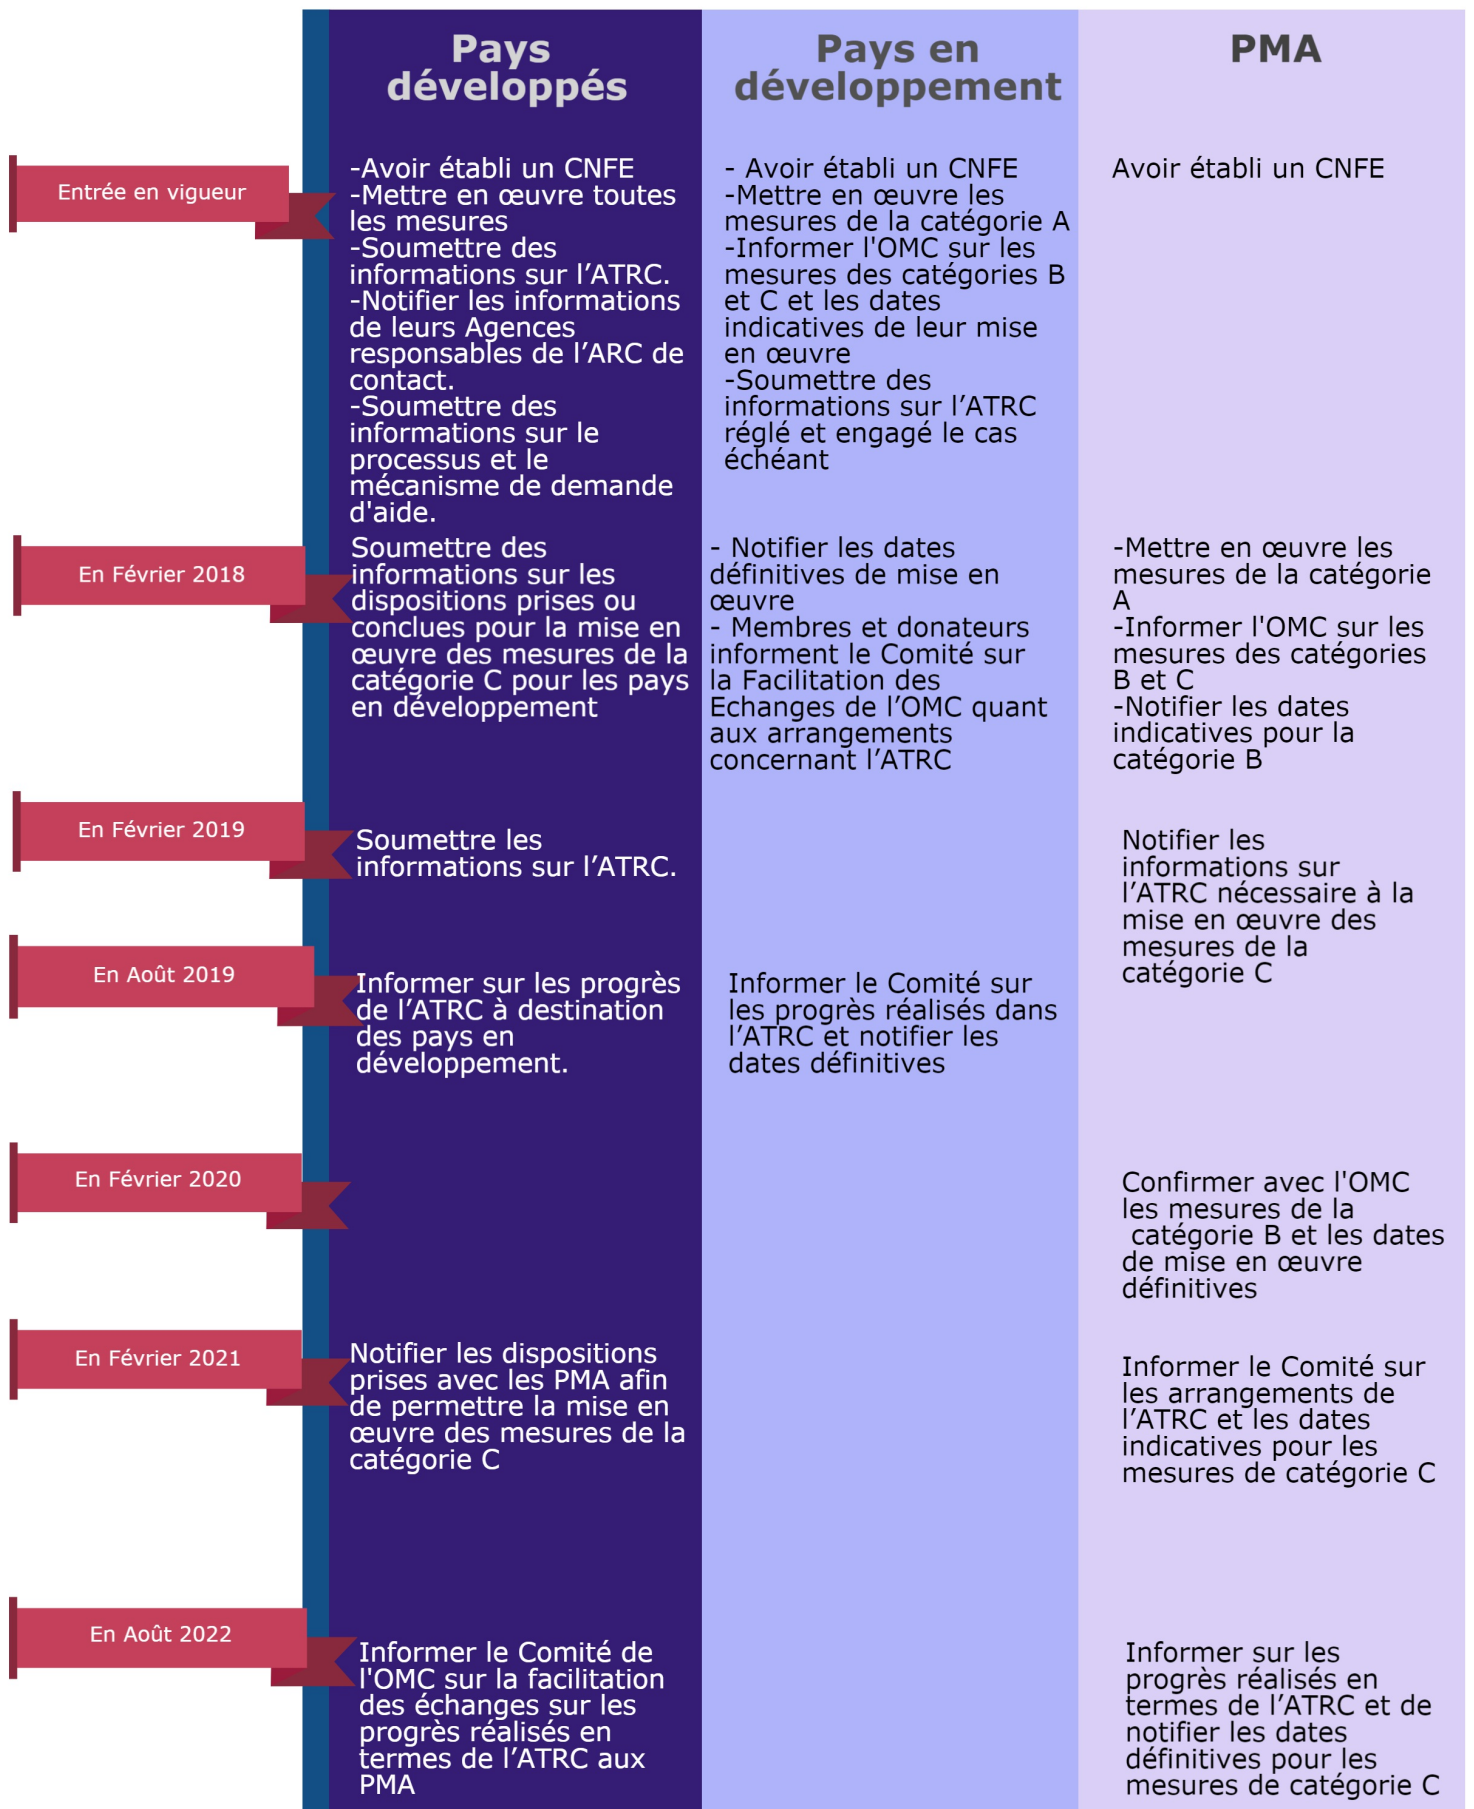 Pays
développés
Pays en
développement
PMA
Entrée en vigueur
-Avoir établi un CNFE
-Mettre en œuvre toutes
les mesures
-Soumettre des
informations sur l’ATRC.
-Notifier les informations
de leurs Agences
responsables de l’ARC de
contact.
-Soumettre des
informations sur le
processus et le
mécanisme de demande
d'aide.
- Avoir établi un CNFE
-Mettre en œuvre les
mesures de la catégorie A
-Informer l'OMC sur les
mesures des catégories B
et C et les dates
indicatives de leur mise
en œuvre
-Soumettre des
informations sur l’ATRC
réglé et engagé le cas
échéant
Avoir établi un CNFE
En Février 2018
Soumettre des
informations sur les
dispositions prises ou
conclues pour la mise en
œuvre des mesures de la
catégorie C pour les pays
en développement
- Notifier les dates
définitives de mise en
œuvre
- Membres et donateurs
informent le Comité sur
la Facilitation des
Echanges de l’OMC quant
aux arrangements
concernant l’ATRC
-Mettre en œuvre les
mesures de la catégorie
A
-Informer l'OMC sur les
mesures des catégories
B et C
-Notifier les dates
indicatives pour la
catégorie B
En Février 2019
Soumettre les
informations sur l’ATRC.
Notifier les
informations sur
l’ATRC nécessaire à la
mise en œuvre des
mesures de la
catégorie C
En Août 2019
Informer sur les progrès
de l’ATRC à destination
des pays en
développement.
Informer le Comité sur
les progrès réalisés dans
l’ATRC et notifier les
dates définitives
En Février 2020
Confirmer avec l'OMC
les mesures de la
catégorie B et les dates
de mise en œuvre
définitives
En Février 2021
Notifier les dispositions
prises avec les PMA afin
de permettre la mise en
œuvre des mesures de la
catégorie C
Informer le Comité sur
les arrangements de
l’ATRC et les dates
indicatives pour les
mesures de catégorie C
En Août 2022
Informer le Comité de
l'OMC sur la facilitation
des échanges sur les
progrès réalisés en
termes de l’ATRC aux
PMA
Informer sur les
progrès réalisés en
termes de l’ATRC et de
notifier les dates
définitives pour les
mesures de catégorie C